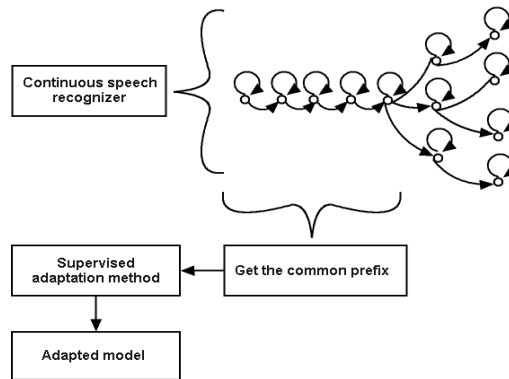 Continuous speech
recognizer
Supervised
adaptation method
Get the common prefix
Adapted model